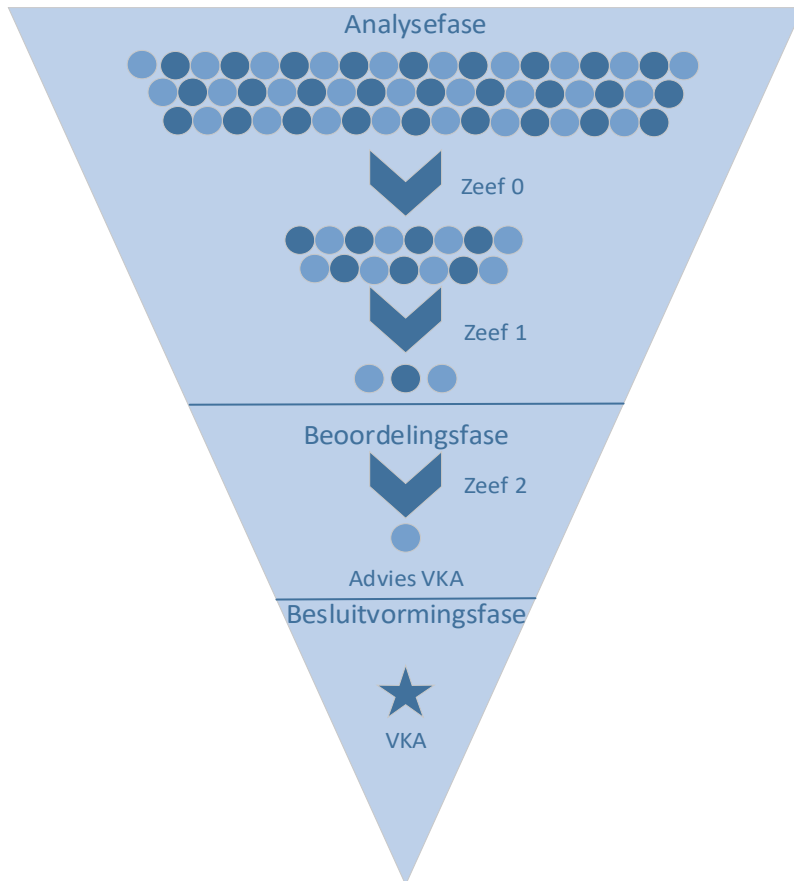 Analysefase
Zeef 0
Zeef 1
Beoordelingsfase
Zeef 2
Advies VKA
Besluitvormingsfase
VKA